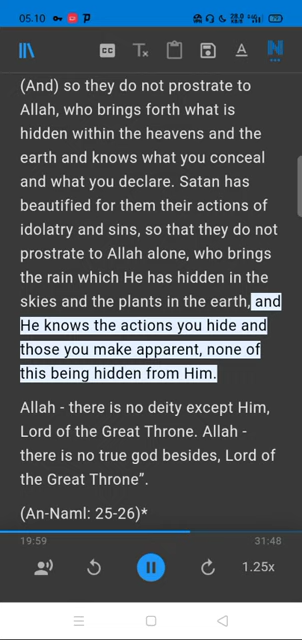 05.10
CC
(And) so they do not prostrate to
Allah, who brings forth what is
hidden within the heavens and the
earth and knows what you conceal
and what you declare. Satan has
beautified for them their actions of
idolatry and sins, so that they do not
prostrate to Allah alone, who brings
the rain which He has hidden in the
skies and the plants in the earth, and
He knows the actions you hide and
those you make apparent, none of
this being hidden from Him.
Allah - there is no deity except Him,
Lord of the Great Throne. Allah -
there is no true god besides, Lord of
the Great Throne”.
(An-Naml: 25-26)*
19:59
31:48
1.25x